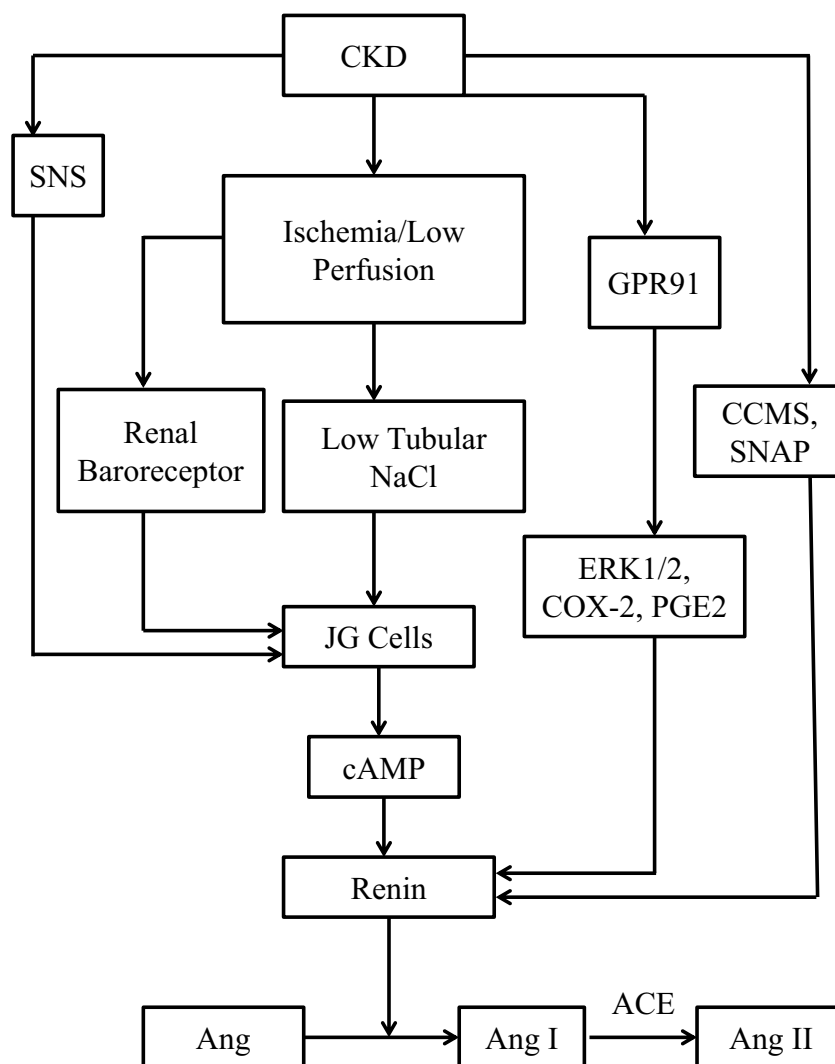 CKD
SNS
Ischemia/Low
Perfusion
GPR91
Renal
Baroreceptor
Low Tubular
NaCl
CCMS,
SNAP
ERK1/2,
COX-2, PGE2
JG Cells
cAMP
Renin
Ang
Ang I
ACE
Ang II